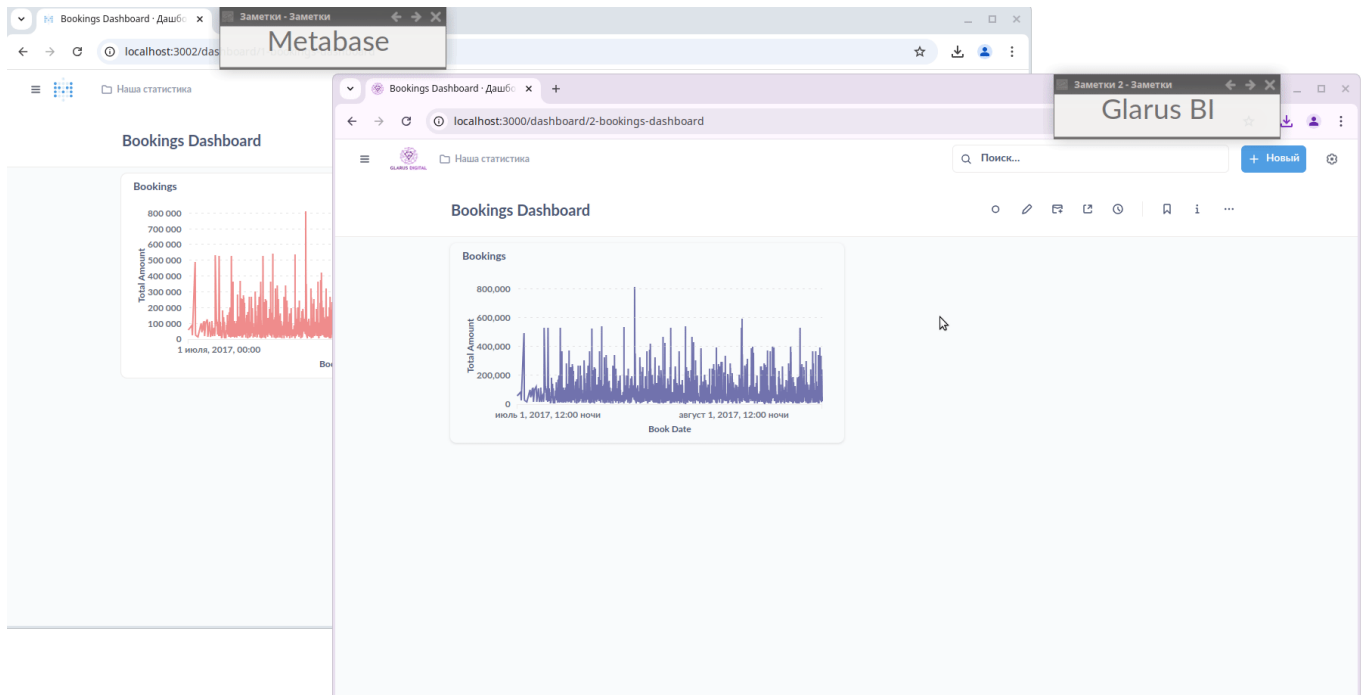 Bookings Dashboard · Дашбо
Заметки - Заметки
Metabase
localhost:3002/das
Наша статистика
Bookings Dashboard
Bookings
800 000
700 000
600 000
500 000
400 000
300 000
200 000
100 000
0
Total Amount
1 июля, 2017, 00:00
Boo
Bookings Dashboard · Дашбо
Заметки 2 - Заметки
Glarus BI
localhost:3000/dashboard/2-bookings-dashboard
GLARUS DIGITAL
Наша статистика
Поиск...
+ Новый
Bookings Dashboard
Bookings
800,000
600,000
400,000
200,000
0
Total Amount
июль 1, 2017, 12:00 ночи
август 1, 2017, 12:00 ночи
Book Date